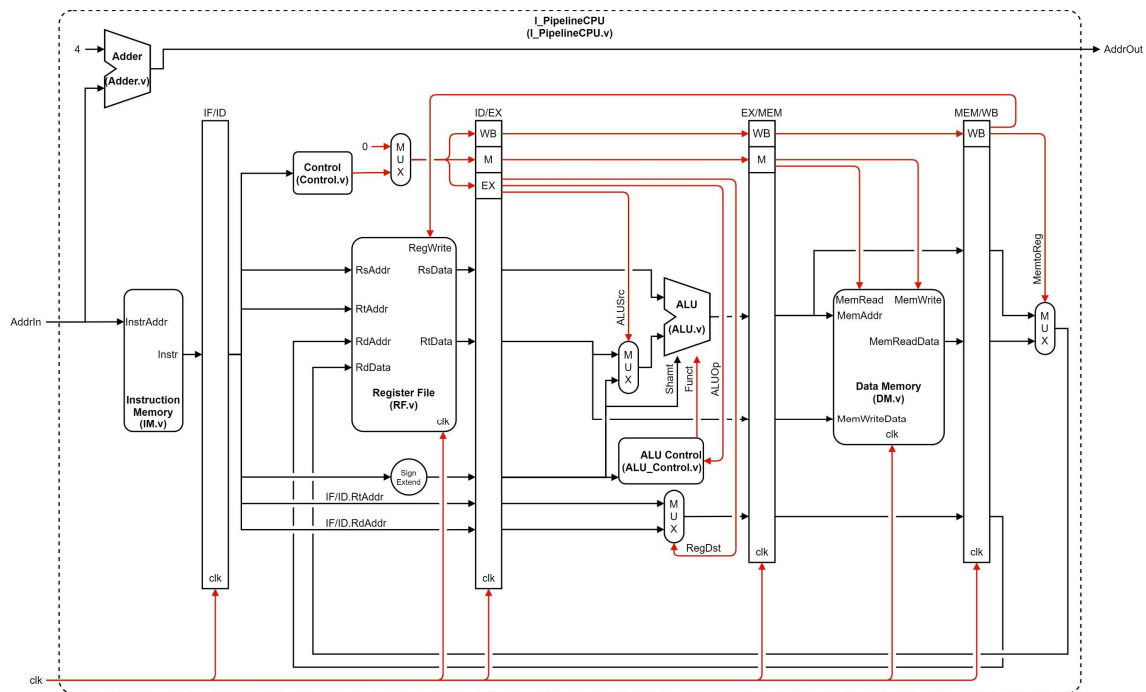 I_PipelineCPU
(I_PipelineCPU.v)
4
Adder
(Adder.v)
AddrOut
IF/ID
ID/EX
EX/MEM
MEM/WB
WB
WB
WB
0
M
U
X
M
M
Control
(Control.v)
EX
RegWrite
RsAddr
RsData
RtAddr
RtData
RdAddr
RdData
Register File
(RF.v)
clk
AddrIn
InstrAddr
Instr
Instruction
Memory
(IM.v)
ALUSrc
ALU
(ALU.v)
M
U
X
Shamt
Funct
ALUOp
MemRead
MemWrite
MemAddr
MemReadData
Data Memory
(DM.v)
MemWriteData
clk
MemtoReg
M
U
X
ALU Control
(ALU_Control.v)
Sign
Extend
IF/ID.RtAddr
IF/ID.RdAddr
M
U
X
RegDst
clk
clk
clk
clk
clk